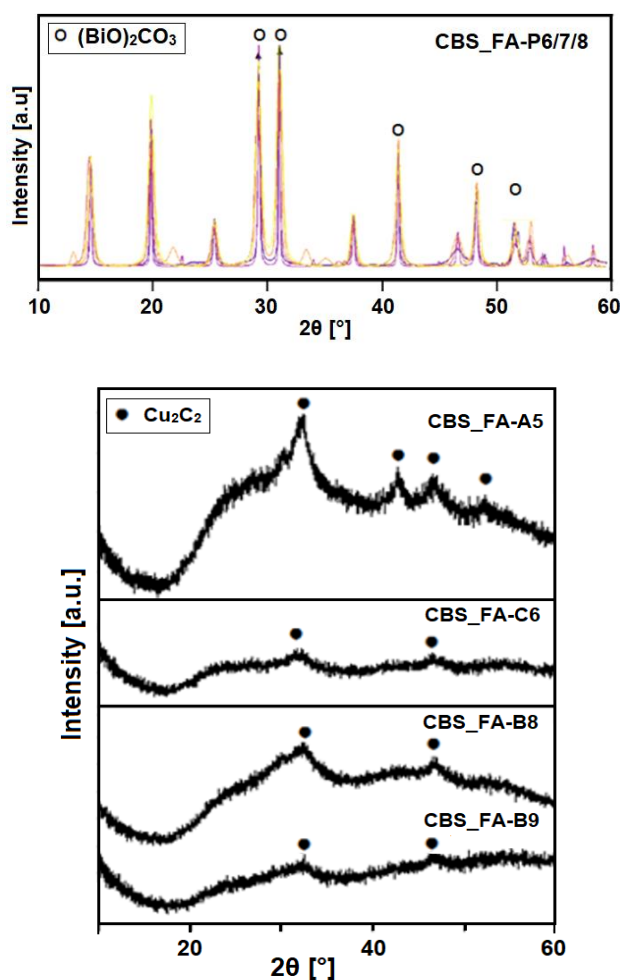 O (BiO)₂CO₃
CBS_FA-P6/7/8
O O
O
O
O
Intensity [a.u]
10 20 30 40 50 60
2θ [°]
● Cu₂C₂
CBS_FA-A5
CBS_FA-C6
CBS_FA-B8
CBS_FA-B9
Intensity [a.u.]
20 40 60
2θ [°]